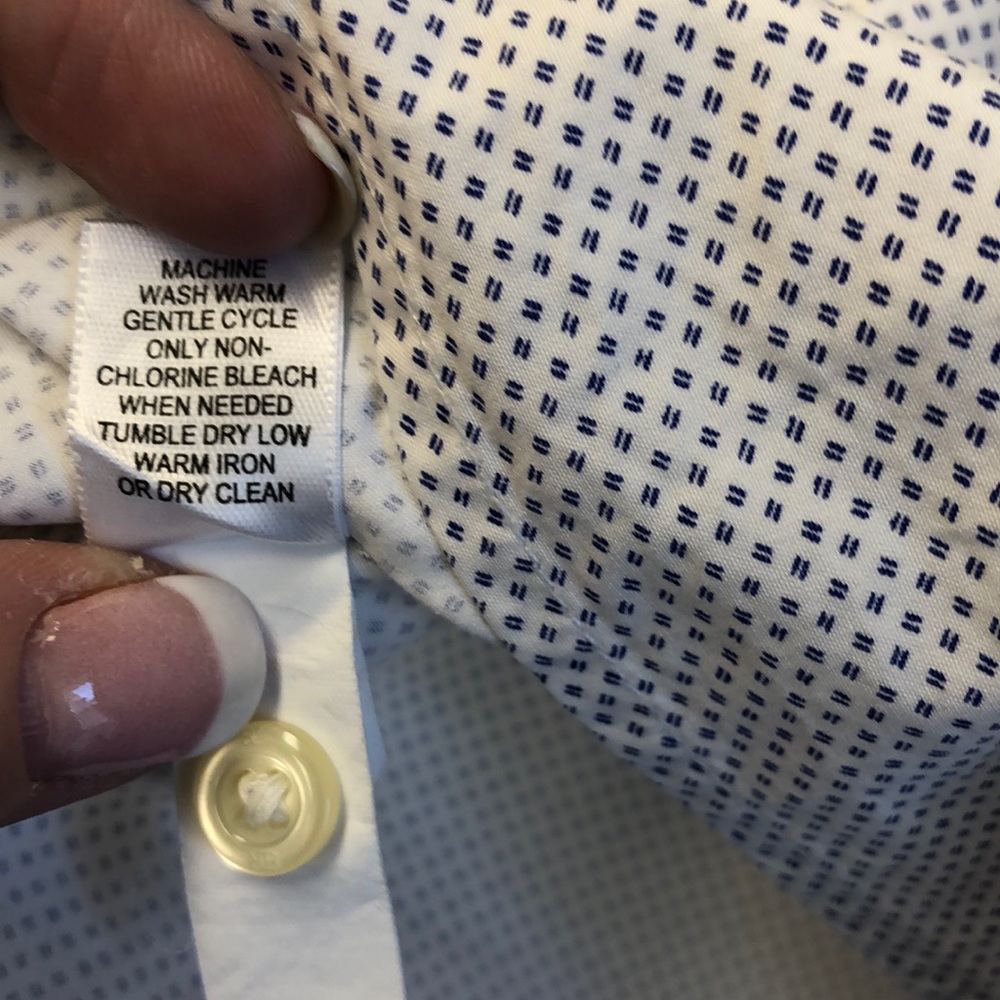 MACHINE
WASH WARM
GENTLE CYCLE
ONLY NON-
CHLORINE BLEACH
WHEN NEEDED
TUMBLE DRY LOW
WARM IRON
OR DRY CLEAN